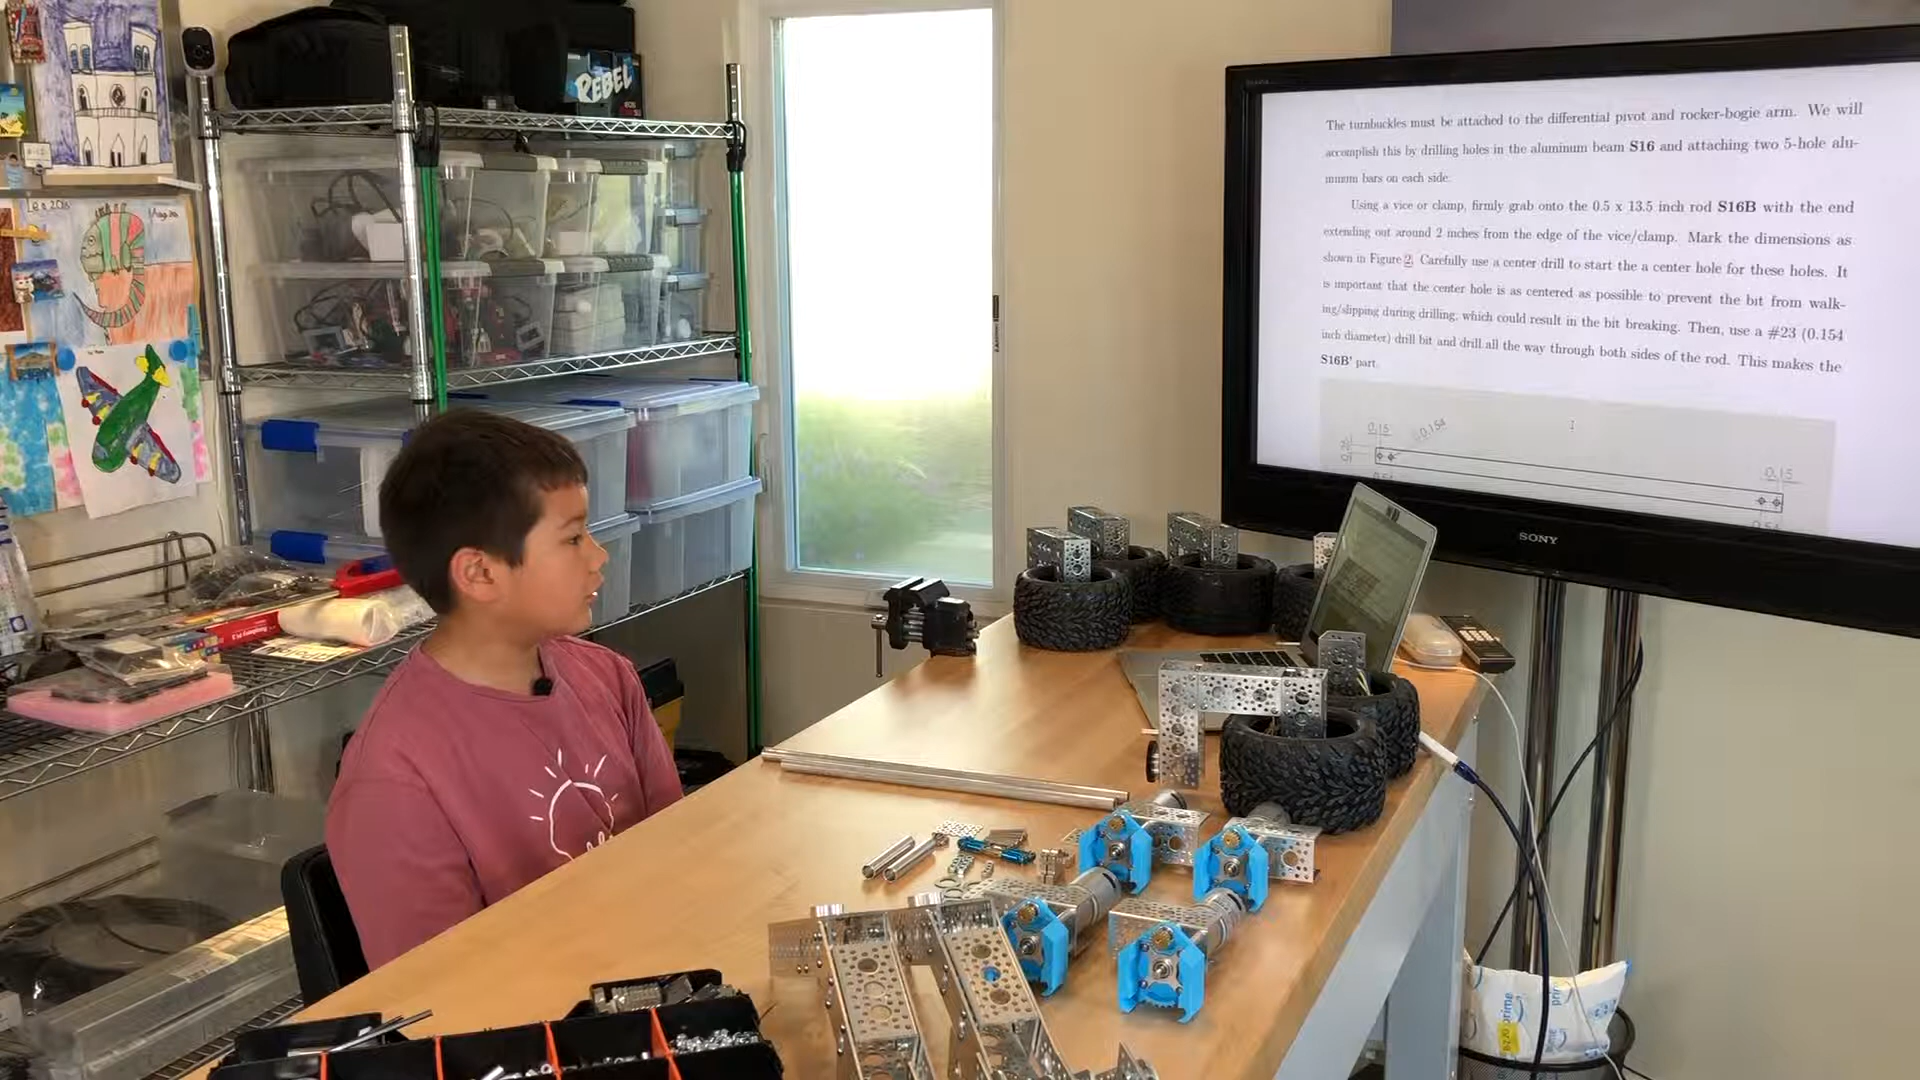 REBEL
The turnbuckles must be attached to the differential pivot and rocker-bogie arm. We will
accomplish this by drilling holes in the aluminum beam S16 and attaching two 5-hole alu-
minum bars on each side.
Using a vice or clamp, firmly grab onto the 0.5 x 13.5 inch rod S16B with the end
extending out around 2 inches from the edge of the vice/clamp. Mark the dimensions as
shown in Figure 2. Carefully use a center drill to start the a center hole for these holes. It
is important that the center hole is as centered as possible to prevent the bit from walk-
ing/slipping during drilling, which could result in the bit breaking. Then, use a #23 (0.154
inch diameter) drill bit and drill all the way through both sides of the rod. This makes the
S16B' part.
0.15
0.154
0.15
SONY
prime
prime